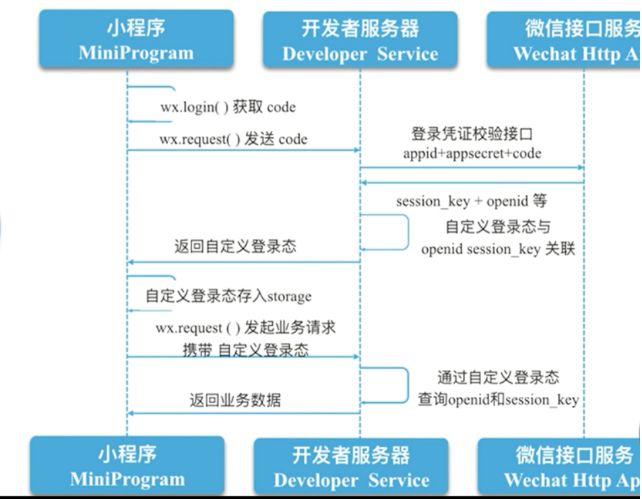 小程序
MiniProgram
开发者服务器
Developer Service
微信接口服务
Wechat Http A
wx.login( ) 获取 code
wx.request( ) 发送 code
登录凭证校验接口
appid+appsecret+code
session_key + openid 等
自定义登录态与
openid session_key 关联
返回自定义登录态
自定义登录态存入storage
wx.request ( ) 发起业务请求
携带 自定义登录态
通过自定义登录态
查询openid和session_key
返回业务数据
小程序
MiniProgram
开发者服务器
Developer Service
微信接口服务
Wechat Http Ap